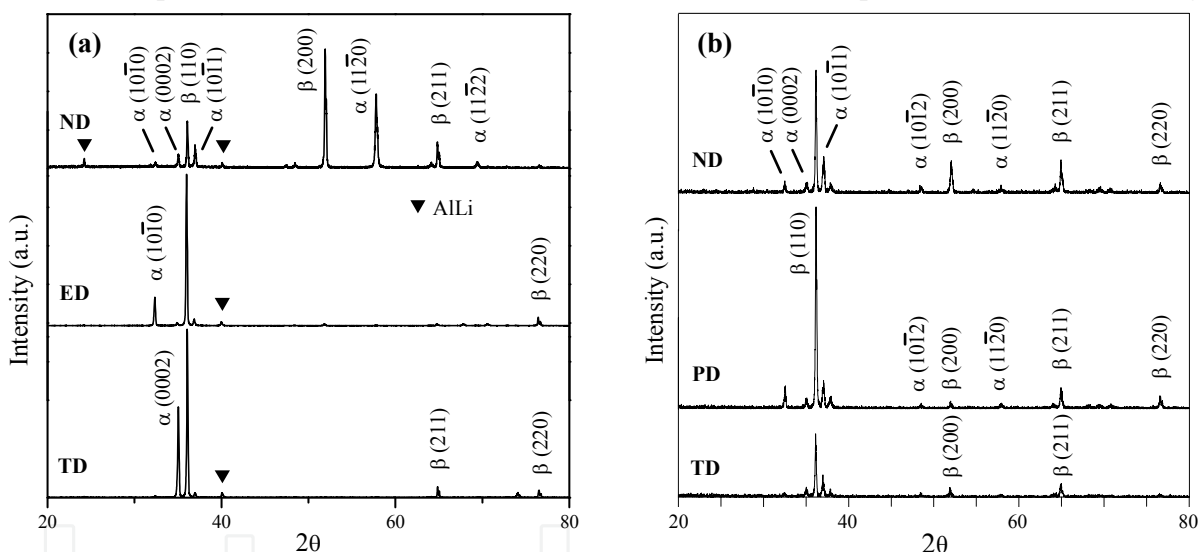 (a)
α (101̅0)
α (0002)
β (110)
α (101̅1)
β (200)
α (112̅0)
β (211)
α (112̅2)
ND
▼ AlLi
α (101̅0)
β (220)
ED
α (0002)
β (211)
β (220)
TD
Intensity (a.u.)
20 40 60 80
2θ
(b)
α (101̅0)
α (0002)
α (101̅1)
α (101̅2)
β (200)
α (112̅0)
β (211)
β (220)
ND
β (110)
α (101̅2)
β (200)
α (112̅0)
β (211)
β (220)
PD
β (200)
β (211)
TD
Intensity (a.u.)
20 40 60 80
2θ